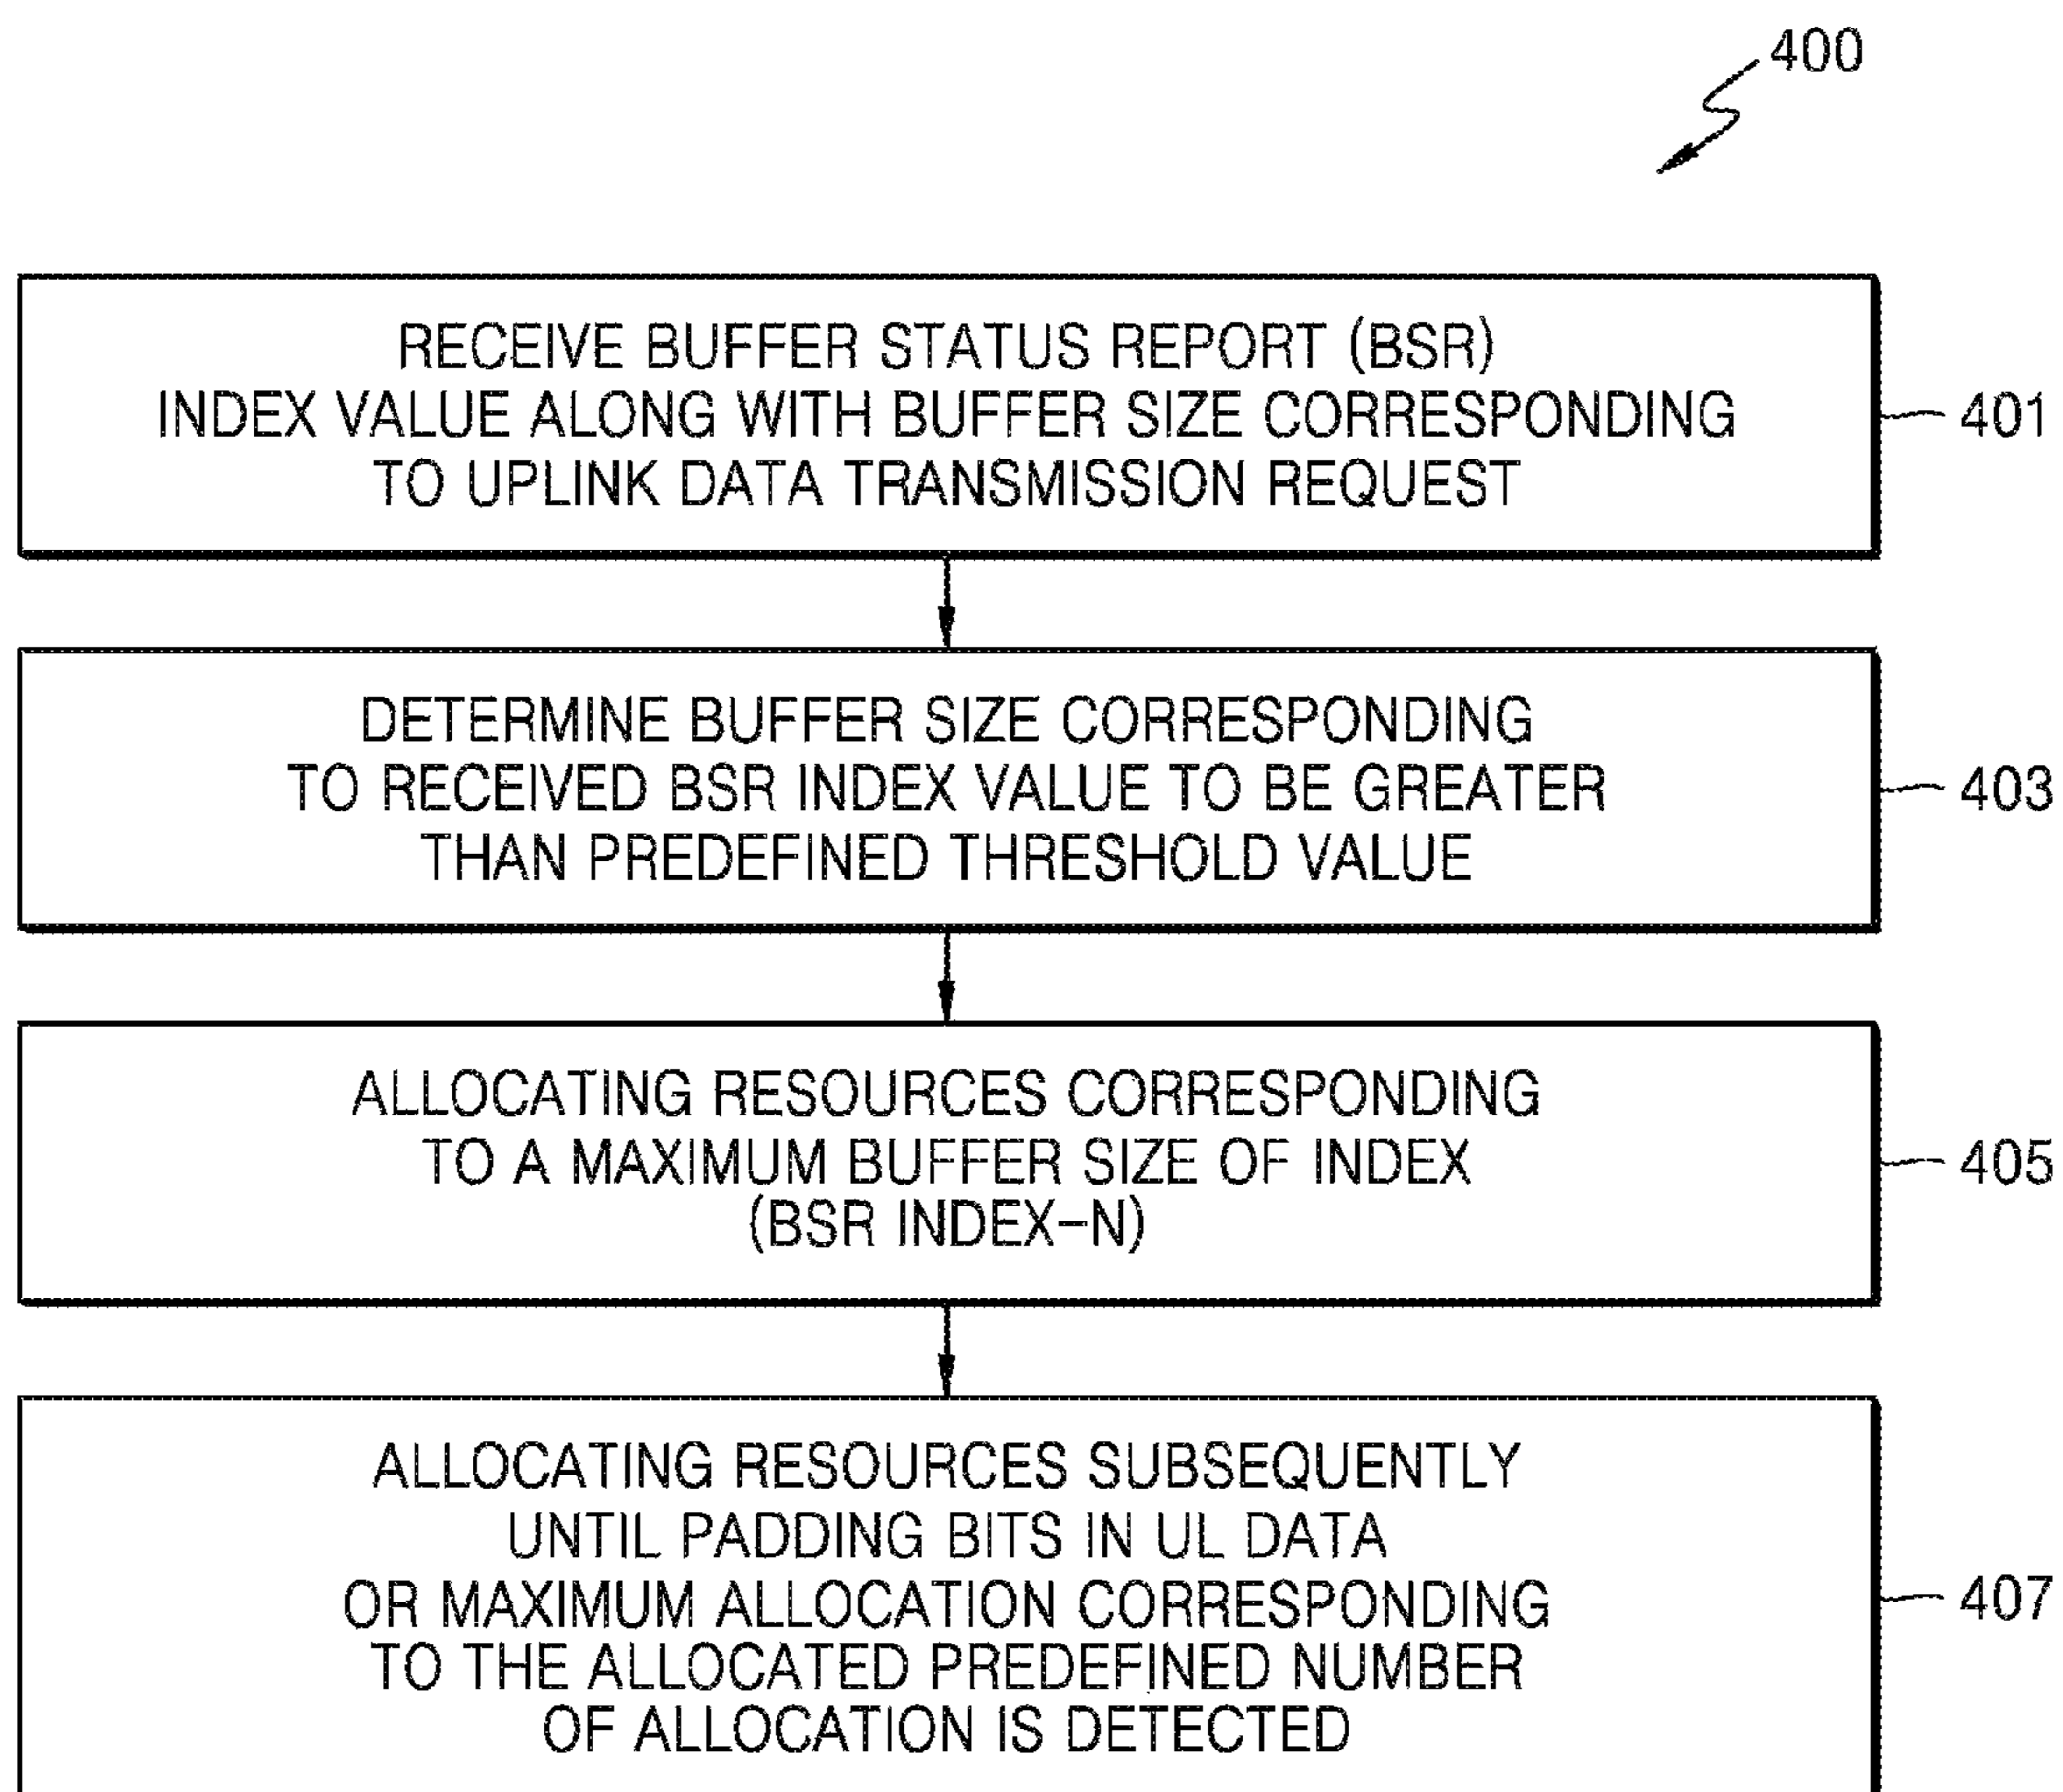 400
RECEIVE BUFFER STATUS REPORT (BSR)
INDEX VALUE ALONG WITH BUFFER SIZE CORRESPONDING
TO UPLINK DATA TRANSMISSION REQUEST
401
DETERMINE BUFFER SIZE CORRESPONDING
TO RECEIVED BSR INDEX VALUE TO BE GREATER
THAN PREDEFINED THRESHOLD VALUE
403
ALLOCATING RESOURCES CORRESPONDING
TO A MAXIMUM BUFFER SIZE OF INDEX
(BSR INDEX-N)
405
ALLOCATING RESOURCES SUBSEQUENTLY
UNTIL PADDING BITS IN UL DATA
OR MAXIMUM ALLOCATION CORRESPONDING
TO THE ALLOCATED PREDEFINED NUMBER
OF ALLOCATION IS DETECTED
407